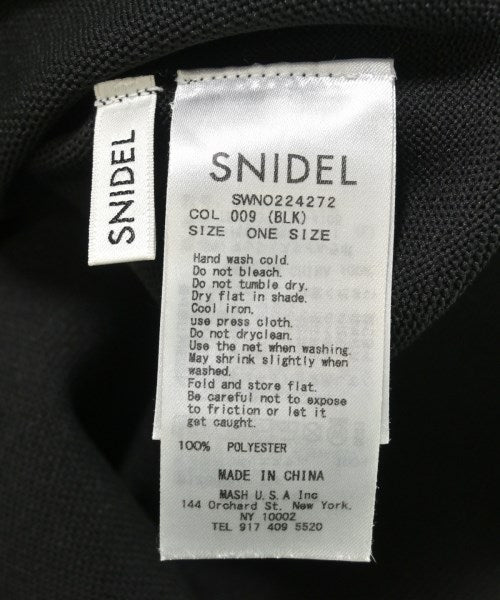 SNIDEL
SNIDEL
SWNO224272
COL 009 (BLK)
SIZE ONE SIZE
Hand wash cold.
Do not bleach.
Do not tumble dry.
Dry flat in shade.
Cool iron.
use press cloth.
Do not dryclean.
Use the net when washing.
May shrink slightly when
washed.
Fold and store flat.
Be careful not to expose
to friction or let it
get caught.
100% POLYESTER
MADE IN CHINA
MASH U.S.A Inc
144 Orchard St. New York.
NY 10002
TEL 917 409 5520